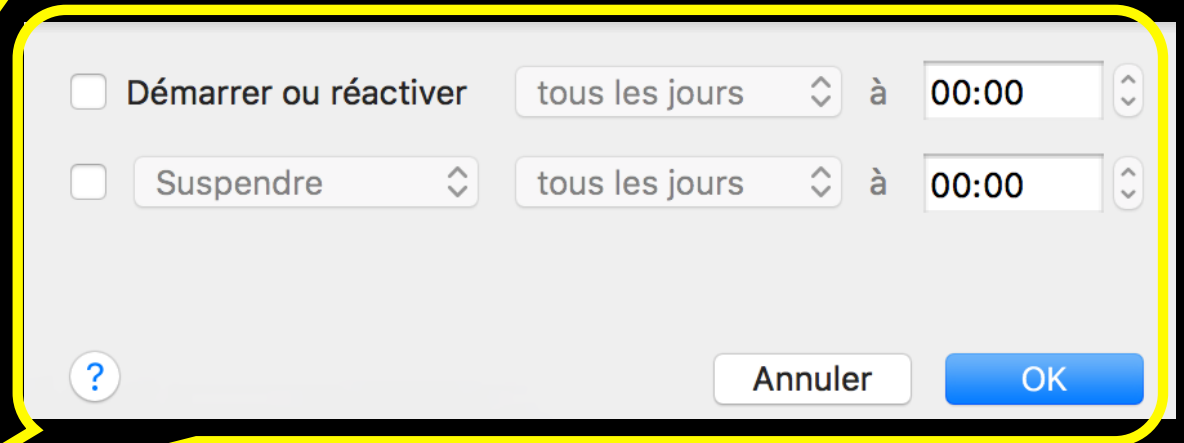 Démarrer ou réactiver tous les jours à 00:00
Suspendre tous les jours à 00:00
? Annuler OK